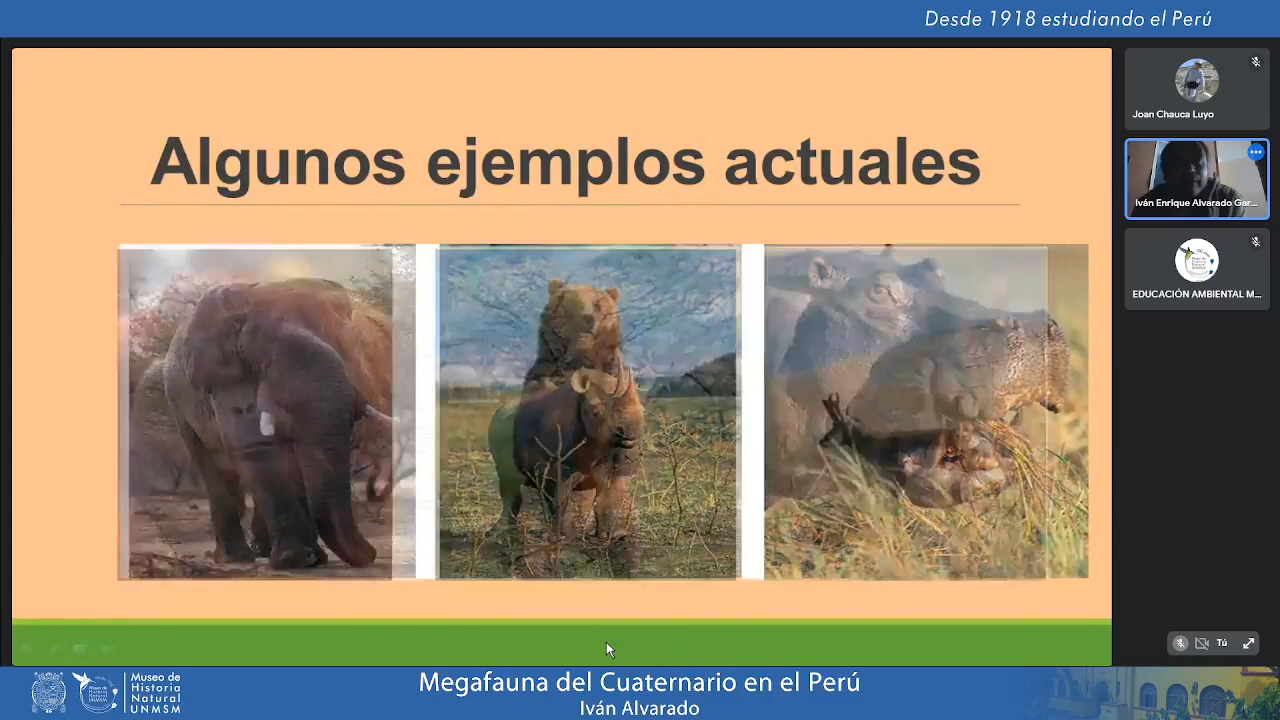 Desde 1918 estudiando el Perú
Algunos ejemplos actuales
Joan Chauca Luyo
Iván Enrique Alvarado Gar...
EDUCACIÓN AMBIENTAL M...
Tú
Museo de
Historia
Natural
UNMSM
Megafauna del Cuaternario en el Perú
Iván Alvarado